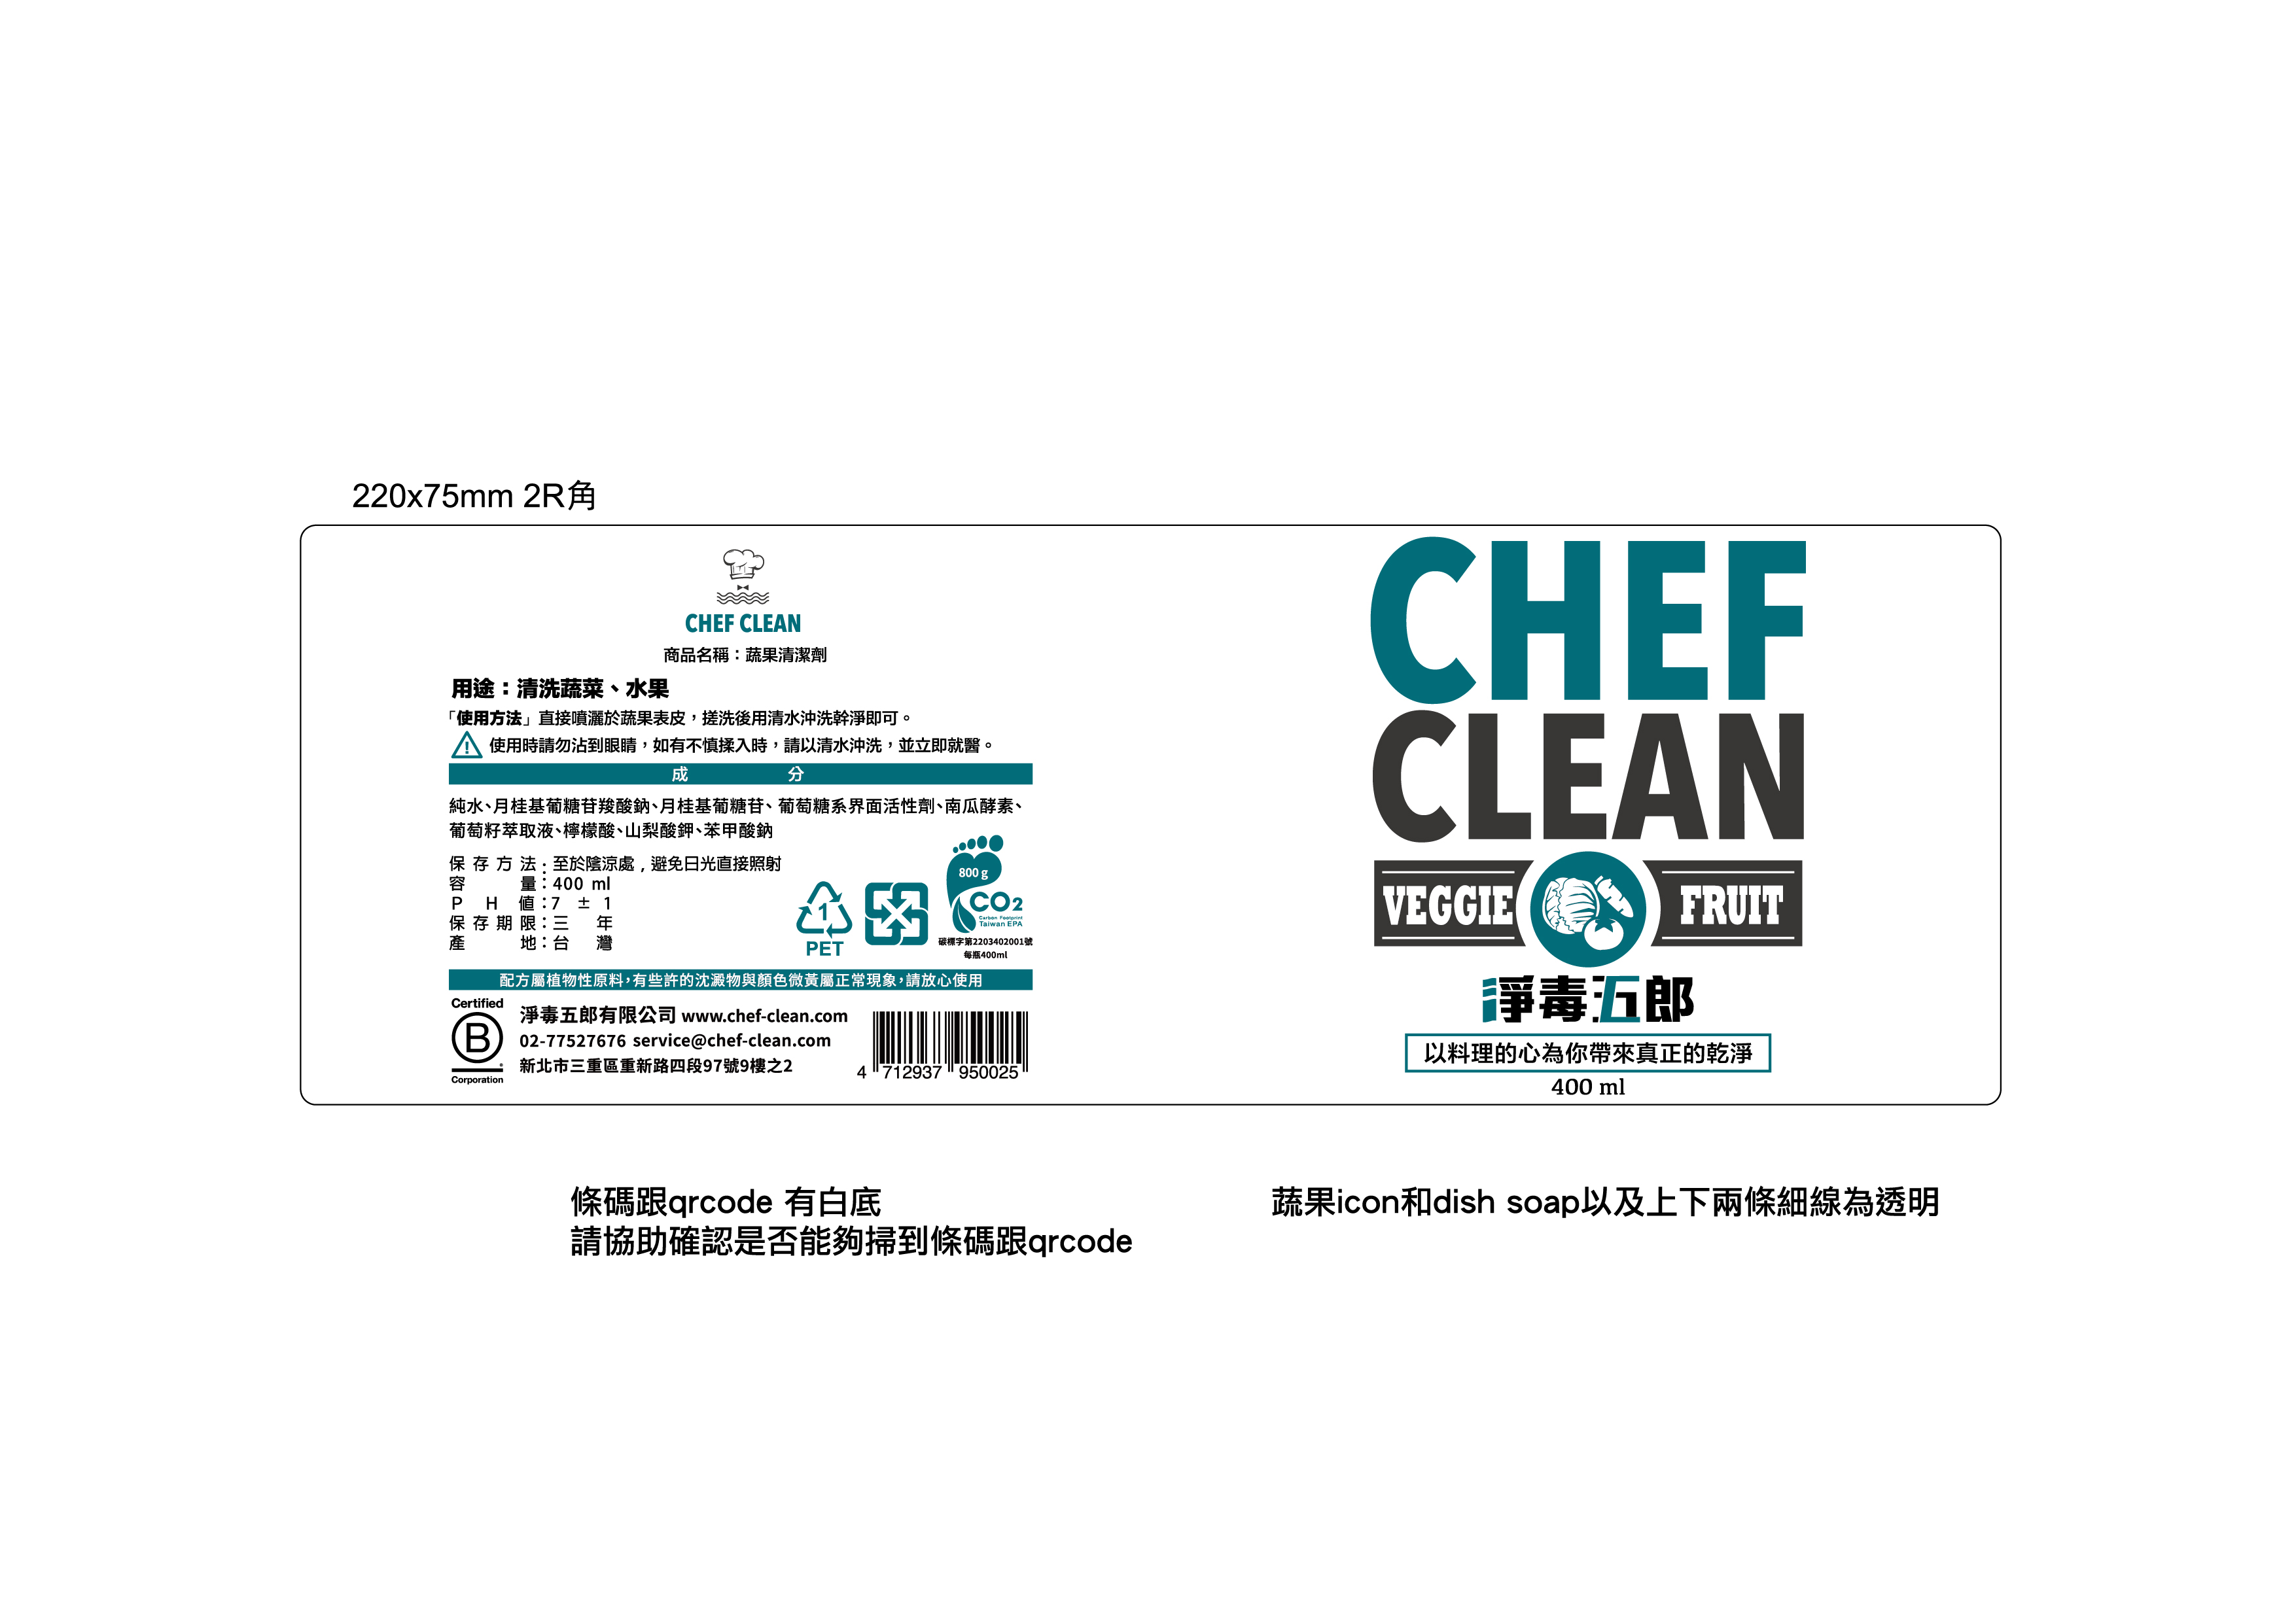 220x75mm 2R角
CHEF CLEAN
商品名稱：蔬果清潔劑
用途：清洗蔬菜、水果
「使用方法」直接噴灑於蔬果表皮，搓洗後用清水沖洗幹淨即可。
使用時請勿沾到眼睛，如有不慎揉入時，請以清水沖洗，並立即就醫。
成 分
純水、月桂基葡糖苷羧酸鈉、月桂基葡糖苷、葡萄糖系界面活性劑、南瓜酵素、
葡萄籽萃取液、檸檬酸、山梨酸鉀、苯甲酸鈉
保存方法：至於陰涼處，避免日光直接照射
容量：400 ml
PH值：7 ± 1
保存期限：三 年
產地：台 灣
1
PET
800 g
CO2
Carbon Footprint
Taiwan EPA
碳標字第2203402001號
每瓶400ml
配方屬植物性原料，有些許的沈澱物與顏色微黃屬正常現象，請放心使用
Certified
B
Corporation
淨毒五郎有限公司 www.chef-clean.com
02-77527676 service@chef-clean.com
新北市三重區重新路四段97號9樓之2
4 712937 950025
CHEF
CLEAN
VEGGIE FRUIT
淨毒五郎
以料理的心為你帶來真正的乾淨
400 ml
條碼跟qrcode 有白底
請協助確認是否能夠掃到條碼跟qrcode
蔬果icon和dish soap以及上下兩條細線為透明